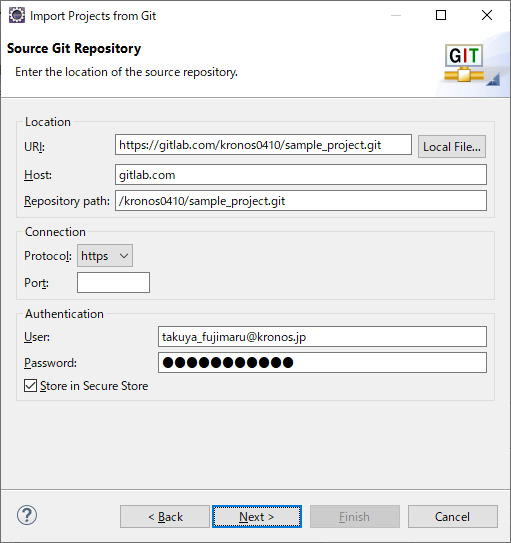 Import Projects from Git
Source Git Repository
Enter the location of the source repository.
GIT
Location
URI: https://gitlab.com/kronos0410/sample_project.git Local File...
Host: gitlab.com
Repository path: /kronos0410/sample_project.git
Connection
Protocol: https
Port:
Authentication
User: takuya_fujimaru@kronos.jp
Password: ●●●●●●●●●●●
Store in Secure Store
? < Back Next > Finish Cancel